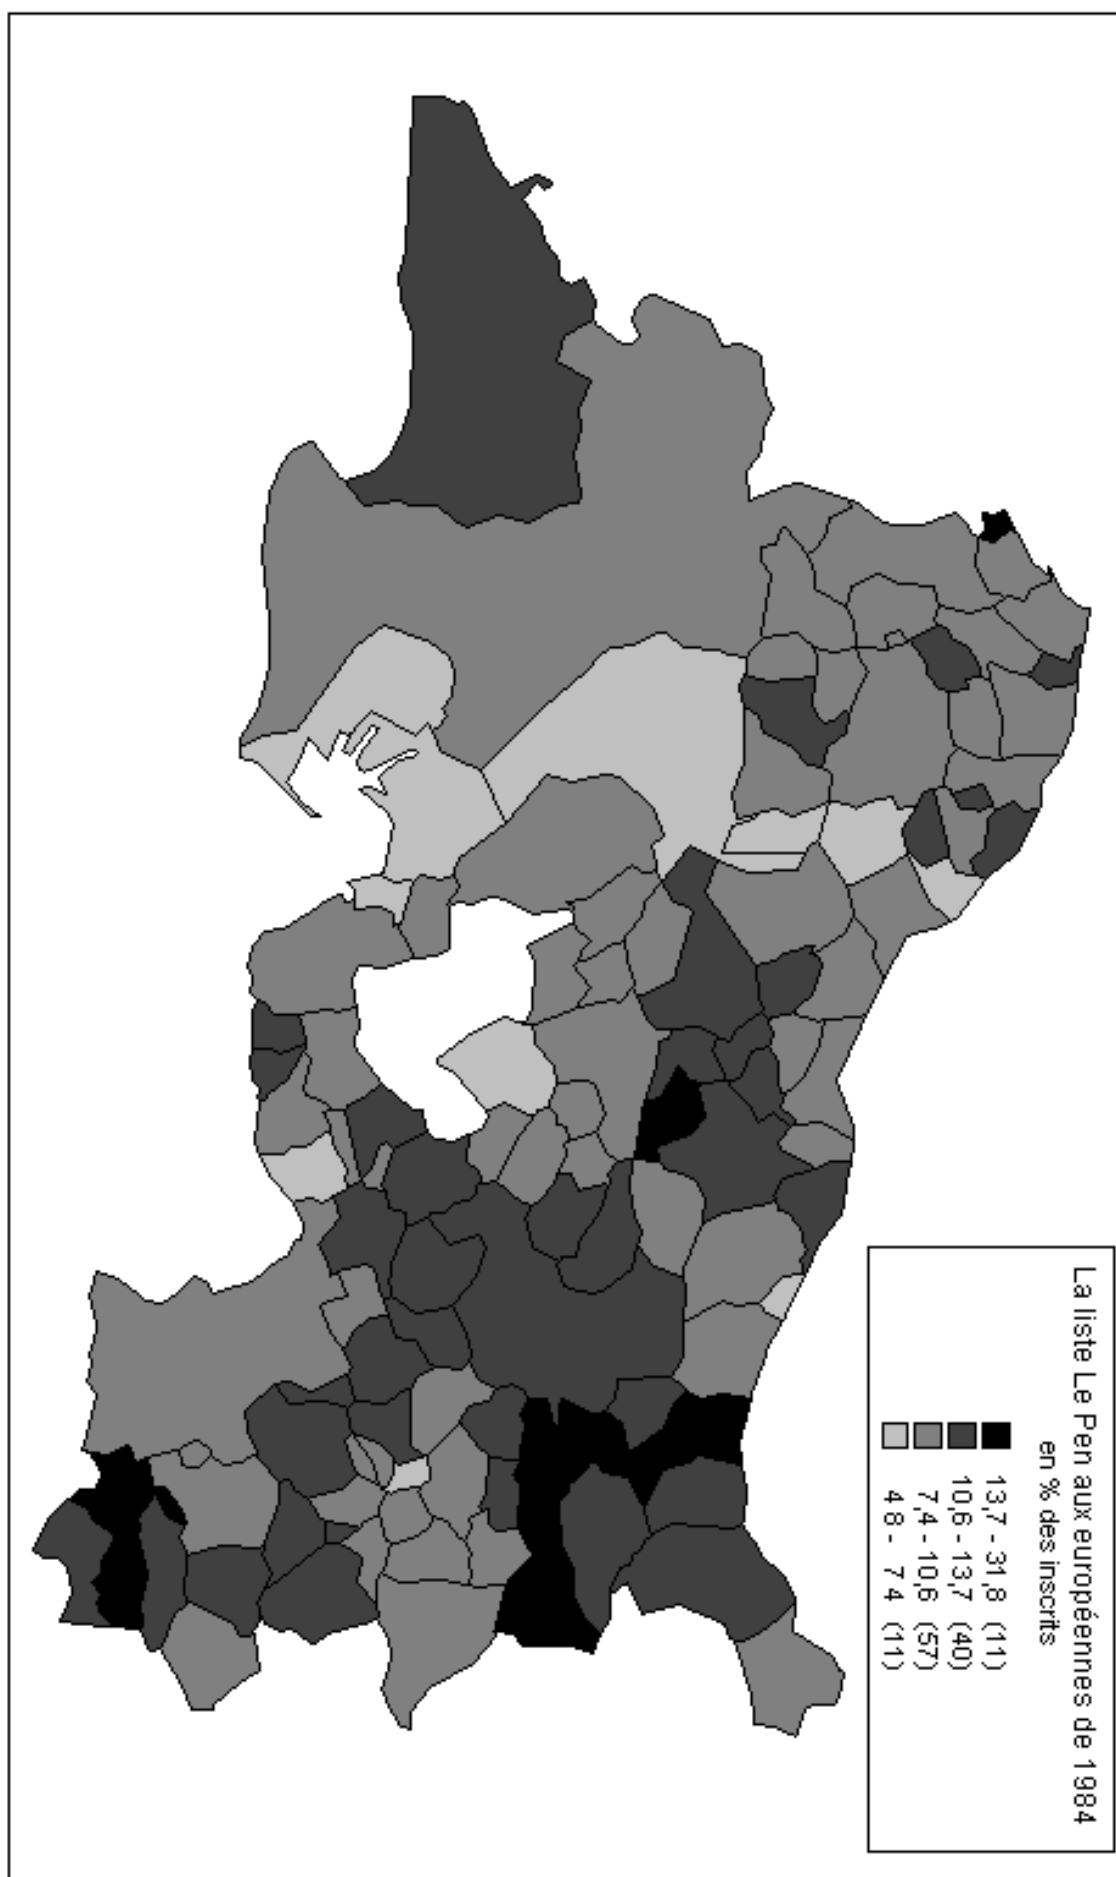 La liste Le Pen aux européennes de 1984
en % des inscrits
13,7 - 31,8 (11)
10,6 - 13,7 (40)
7,4 - 10,6 (57)
4,8 - 7,4 (11)